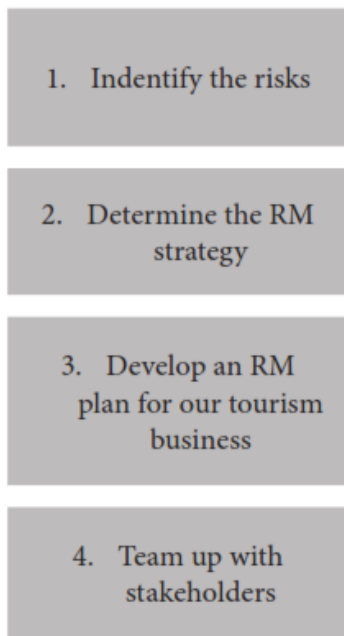 1. Indentify the risks
2. Determine the RM
strategy
3. Develop an RM
plan for our tourism
business
4. Team up with
stakeholders